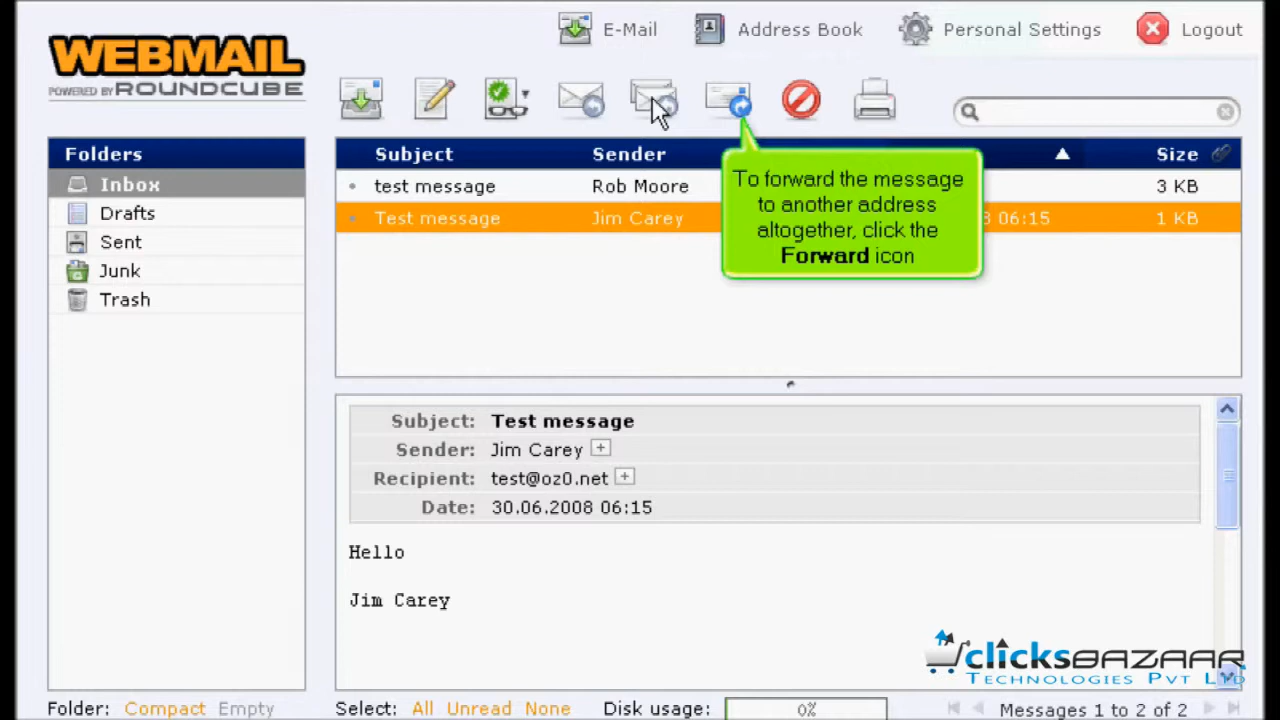 E-Mail Address Book Personal Settings Logout
WEBMAIL
POWERED BY ROUNDCUBE
Folders
Inbox
Drafts
Sent
Junk
Trash
Subject Sender Size
test message Rob Moore 3 KB
Test message Jim Carey 8 06:15 1 KB
To forward the message
to another address
altogether, click the
Forward icon
Subject: Test message
Sender: Jim Carey
Recipient: test@oz0.net
Date: 30.06.2008 06:15
Hello
Jim Carey
clicksBAZAAR
TECHNOLOGIES PVT LTD
Folder: Compact Empty
Select: All Unread None
Disk usage: 0%
Messages 1 to 2 of 2